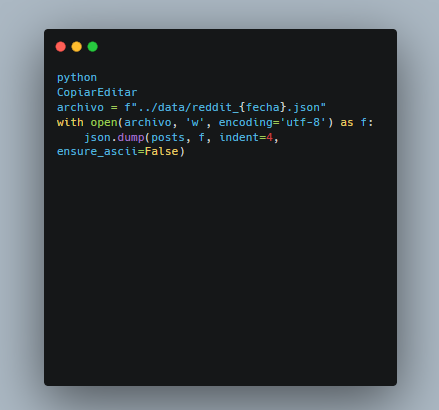 python
CopiarEditar
archivo = f"../data/reddit_{fecha}.json"
with open(archivo, 'w', encoding='utf-8') as f:
    json.dump(posts, f, indent=4,
ensure_ascii=False)